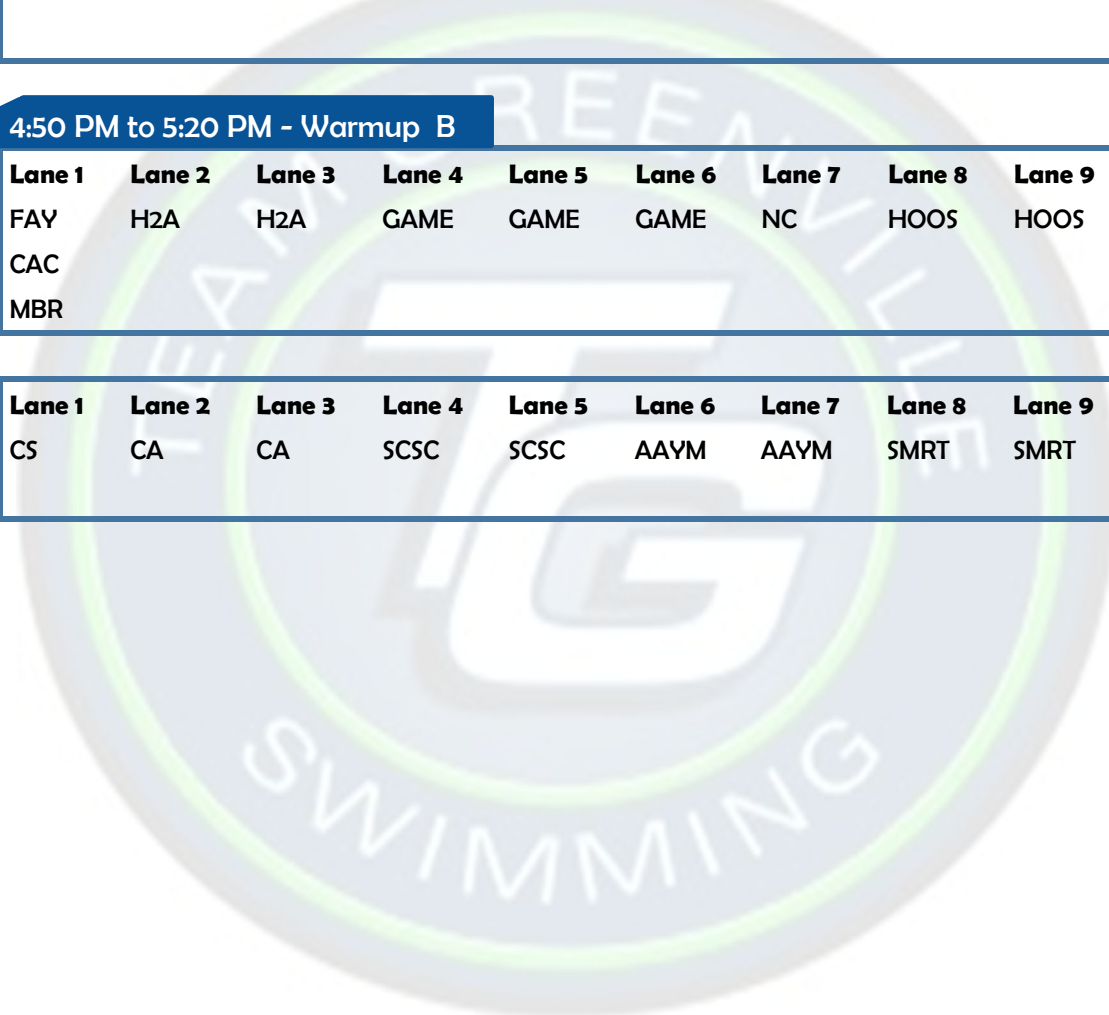 4:50 PM to 5:20 PM - Warmup B
Lane 1 Lane 2 Lane 3 Lane 4 Lane 5 Lane 6 Lane 7 Lane 8 Lane 9
FAY H2A H2A GAME GAME GAME NC HOOS HOOS
CAC
MBR
Lane 1 Lane 2 Lane 3 Lane 4 Lane 5 Lane 6 Lane 7 Lane 8 Lane 9
CS CA CA SCSC SCSC AAYM AAYM SMRT SMRT
TEAM GREENVILLE
TG
SWIMMING